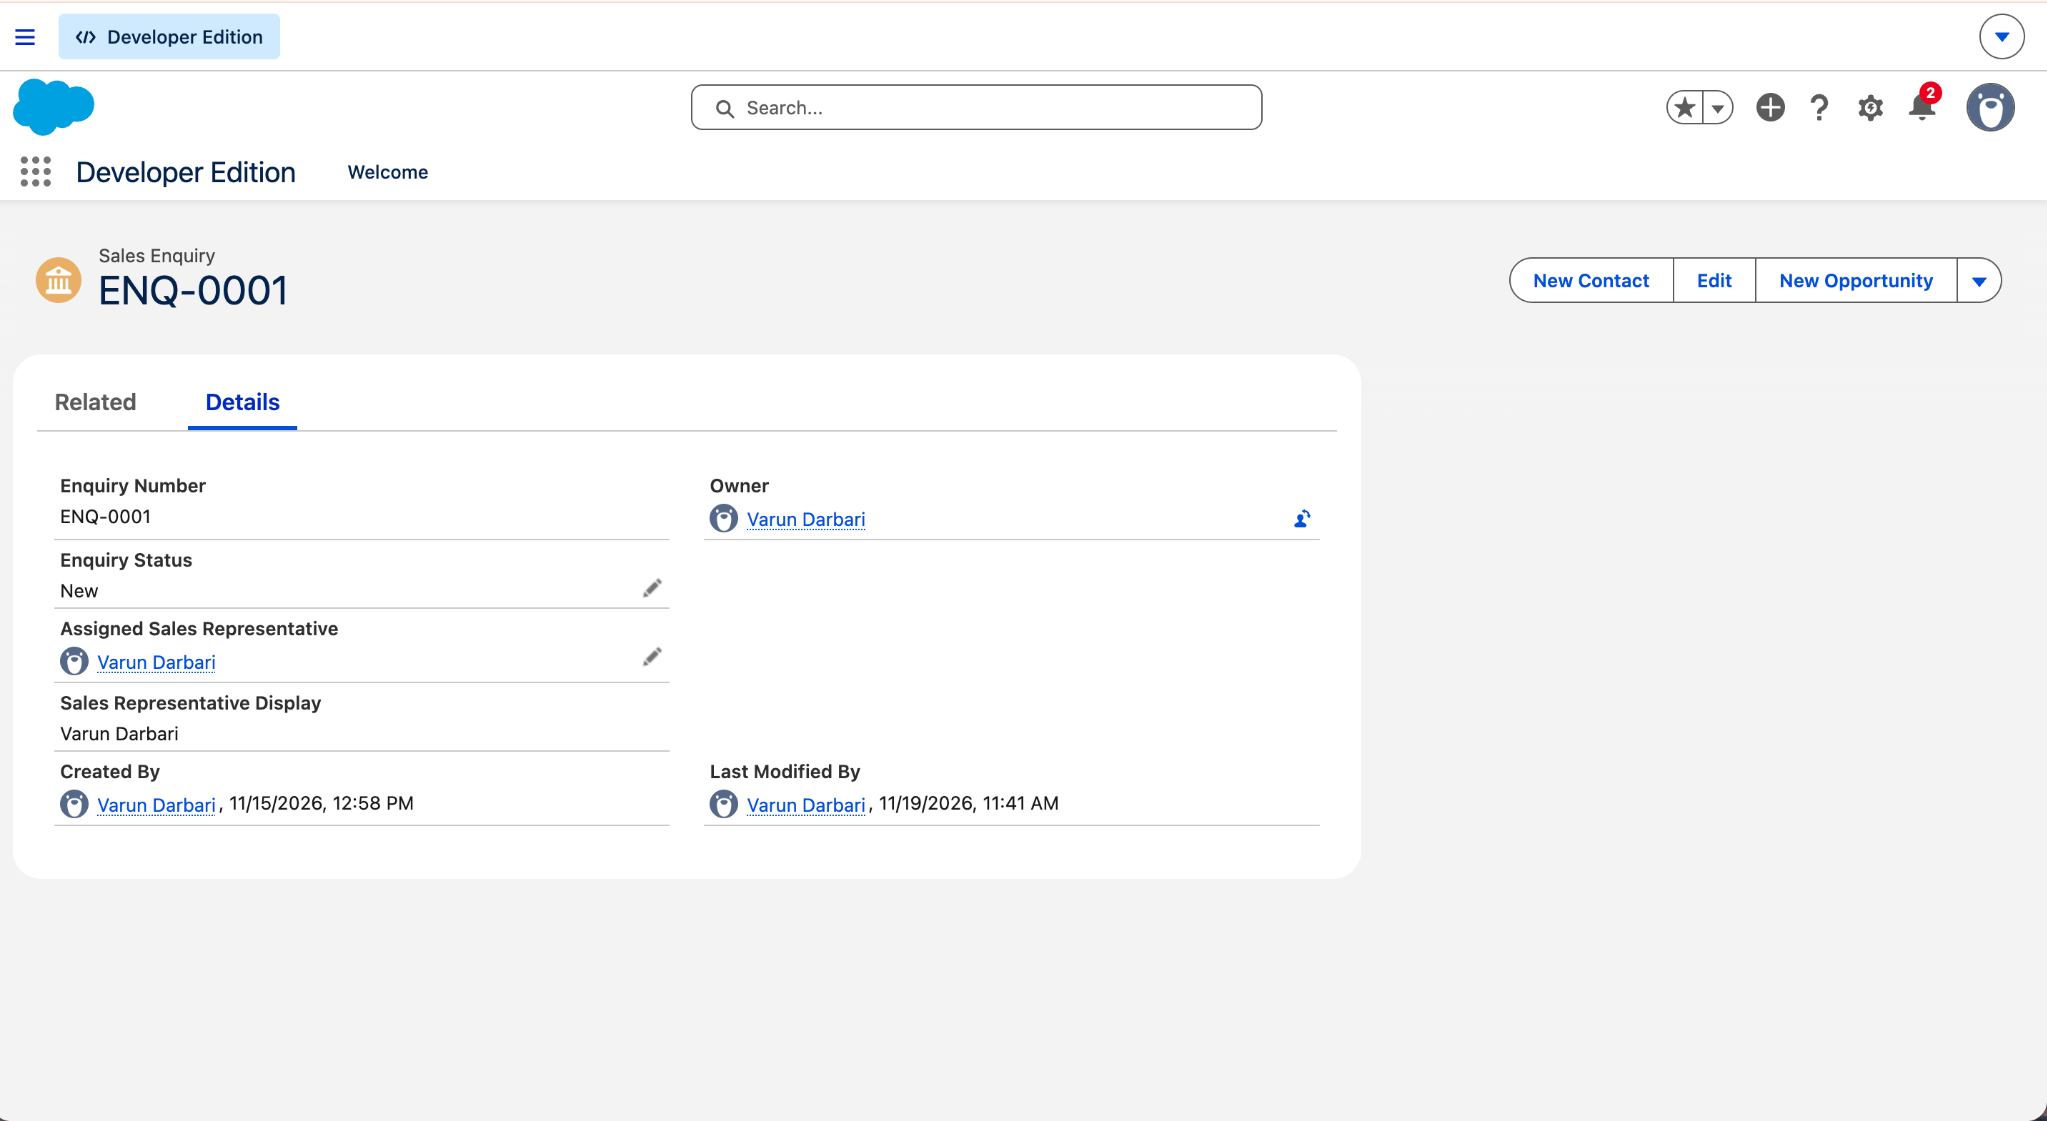 Developer Edition
Search...
2
Developer Edition
Welcome
Sales Enquiry
ENQ-0001
New Contact
Edit
New Opportunity
Related
Details
Enquiry Number
ENQ-0001
Owner
Varun Darbari
Enquiry Status
New
Assigned Sales Representative
Varun Darbari
Sales Representative Display
Varun Darbari
Created By
Varun Darbari, 11/15/2026, 12:58 PM
Last Modified By
Varun Darbari, 11/19/2026, 11:41 AM